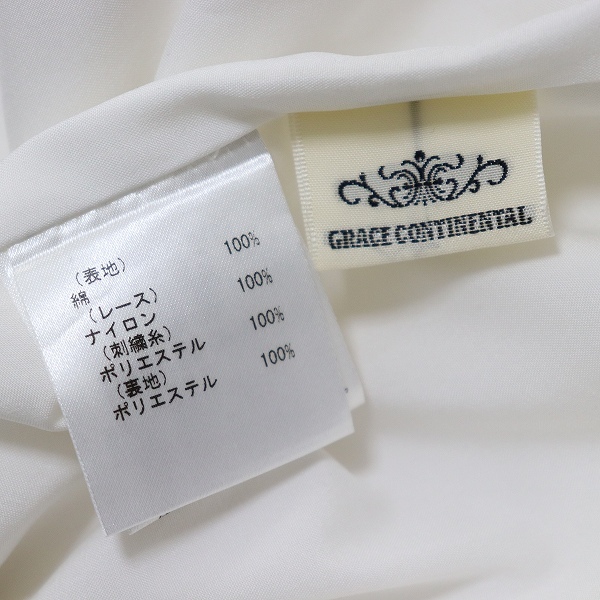 (表地)
綿 100%
(レース)
ナイロン 100%
(刺繍糸)
ポリエステル 100%
(裏地)
ポリエステル 100%
GRACE CONTINENTAL